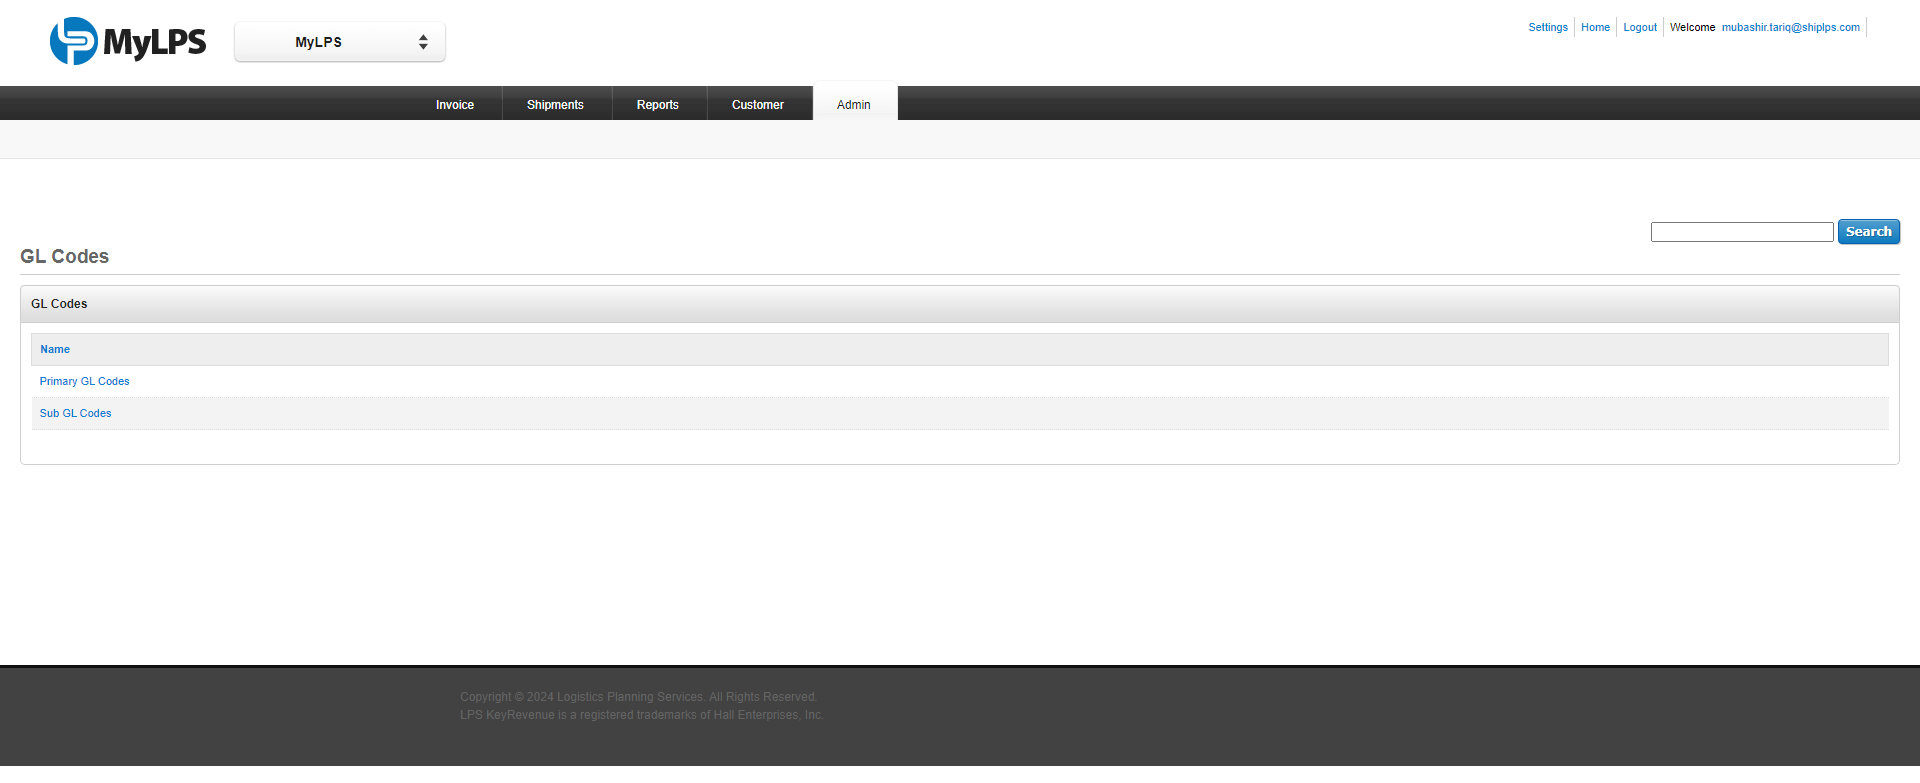 MyLPS
MyLPS
Settings Home Logout Welcome mubashir.tariq@shiplps.com
Invoice Shipments Reports Customer Admin
Search
GL Codes
GL Codes
Name
Primary GL Codes
Sub GL Codes
Copyright © 2024 Logistics Planning Services. All Rights Reserved.
LPS KeyRevenue is a registered trademarks of Hall Enterprises, Inc.